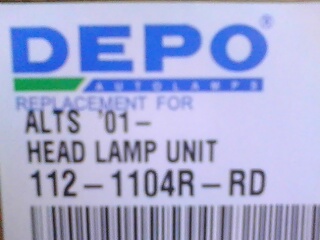 DEPO®
AUTOLAMPS
REPLACEMENT FOR
ALTS '01-
HEAD LAMP UNIT
112-1104R-RD